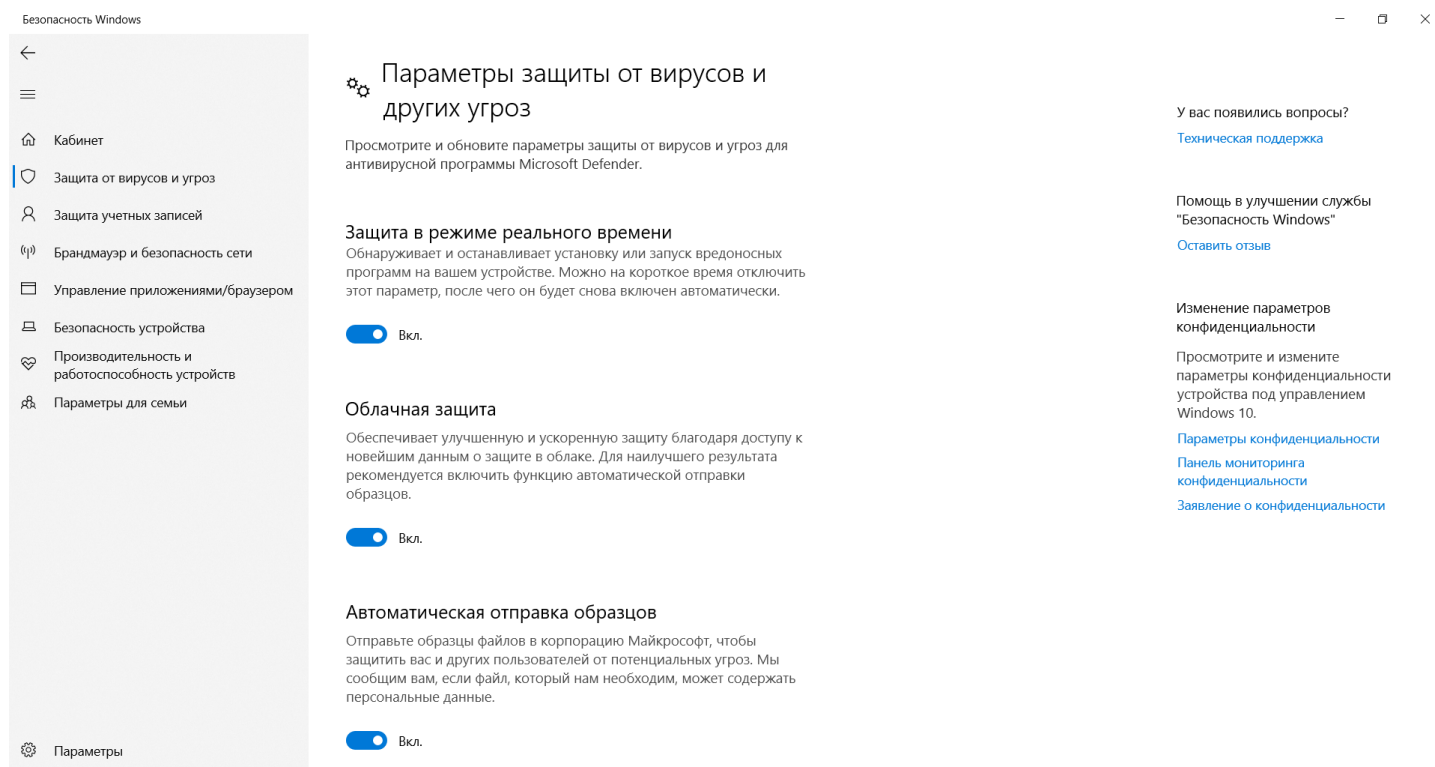 Безопасность Windows
Кабинет
Защита от вирусов и угроз
Защита учетных записей
Брандмауэр и безопасность сети
Управление приложениями/браузером
Безопасность устройства
Производительность и
работоспособность устройств
Параметры для семьи
Параметры
Параметры защиты от вирусов и
других угроз
Просмотрите и обновите параметры защиты от вирусов и угроз для
антивирусной программы Microsoft Defender.
Защита в режиме реального времени
Обнаруживает и останавливает установку или запуск вредоносных
программ на вашем устройстве. Можно на короткое время отключить
этот параметр, после чего он будет снова включен автоматически.
Вкл.
Облачная защита
Обеспечивает улучшенную и ускоренную защиту благодаря доступу к
новейшим данным о защите в облаке. Для наилучшего результата
рекомендуется включить функцию автоматической отправки
образцов.
Вкл.
Автоматическая отправка образцов
Отправьте образцы файлов в корпорацию Майкрософт, чтобы
защитить вас и других пользователей от потенциальных угроз. Мы
сообщим вам, если файл, который нам необходим, может содержать
персональные данные.
Вкл.
У вас появились вопросы?
Техническая поддержка
Помощь в улучшении службы
"Безопасность Windows"
Оставить отзыв
Изменение параметров
конфиденциальности
Просмотрите и измените
параметры конфиденциальности
устройства под управлением
Windows 10.
Параметры конфиденциальности
Панель мониторинга
конфиденциальности
Заявление о конфиденциальности